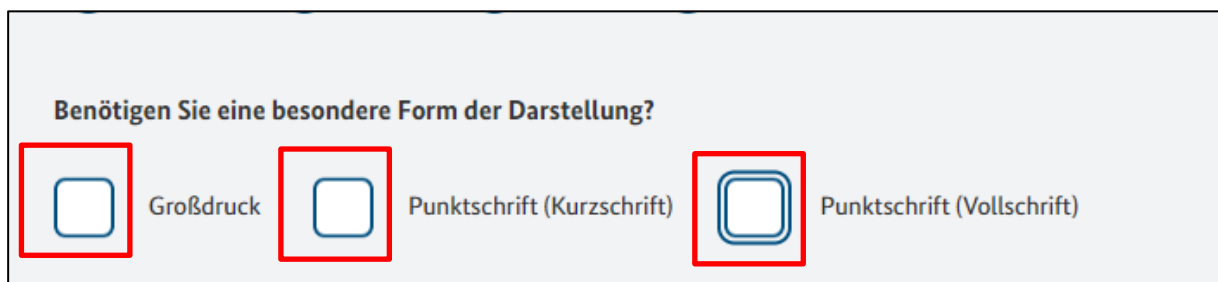 Benötigen Sie eine besondere Form der Darstellung?
Großdruck Punktschrift (Kurzschrift) Punktschrift (Vollschrift)